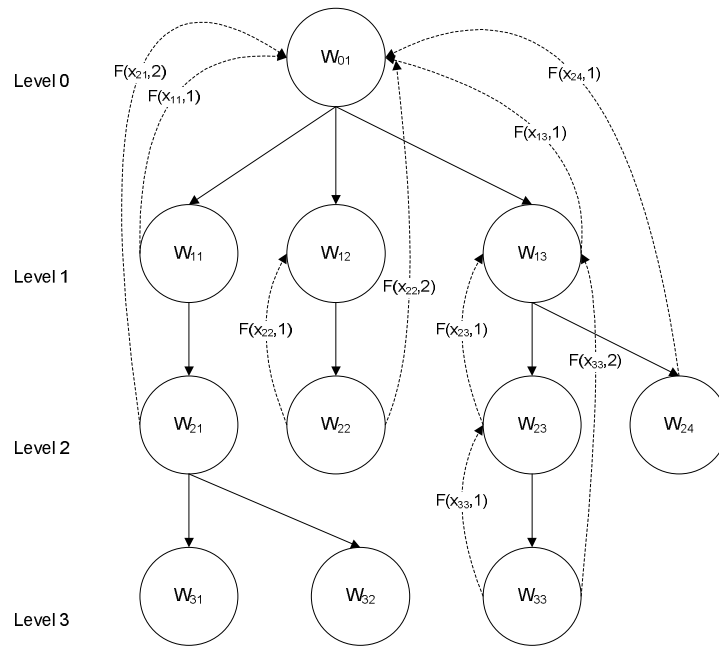 W₀₁
Level 0
F(x₂₁,2)
F(x₂₄,1)
F(x₁₁,1)
F(x₁₃,1)
W₁₁
W₁₂
W₁₃
Level 1
F(x₂₂,2)
F(x₂₂,1)
F(x₂₃,1)
F(x₃₃,2)
W₂₁
W₂₂
W₂₃
W₂₄
Level 2
F(x₃₃,1)
W₃₁
W₃₂
W₃₃
Level 3